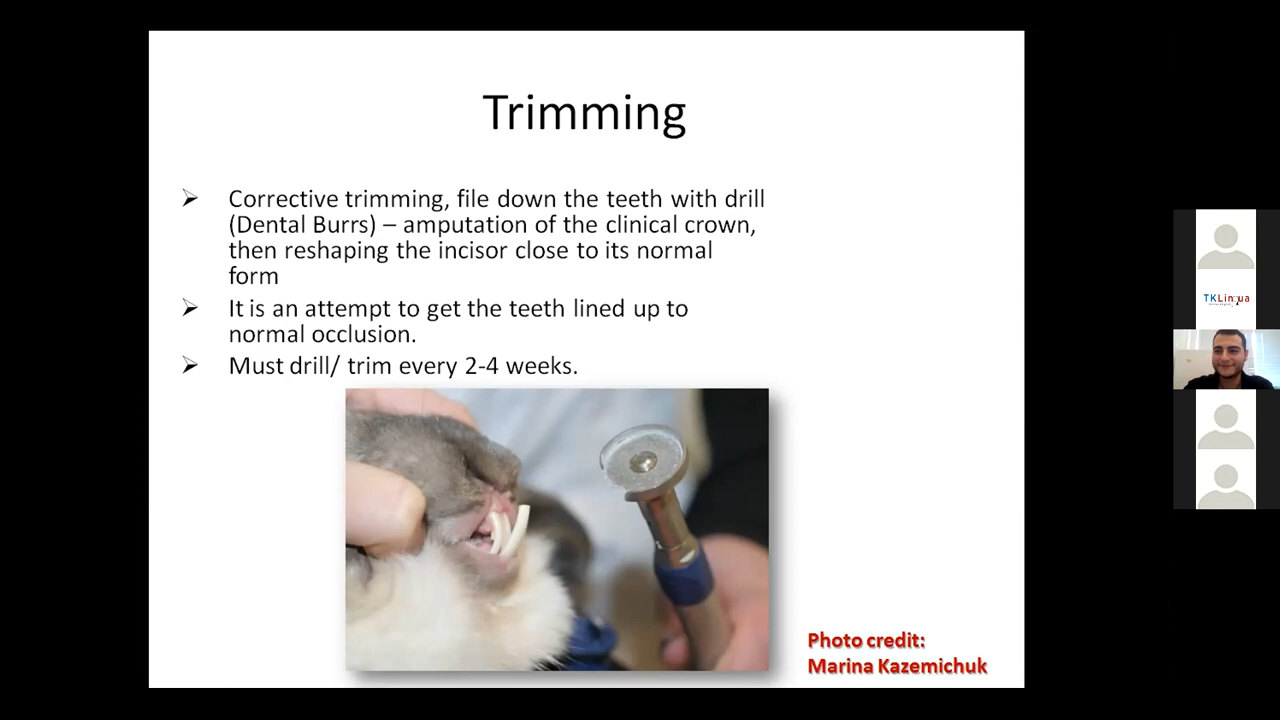 Trimming
Corrective trimming, file down the teeth with drill
(Dental Burrs) – amputation of the clinical crown,
then reshaping the incisor close to its normal
form
It is an attempt to get the teeth lined up to
normal occlusion.
Must drill/ trim every 2-4 weeks.
Photo credit:
Marina Kazemichuk
TKLingua